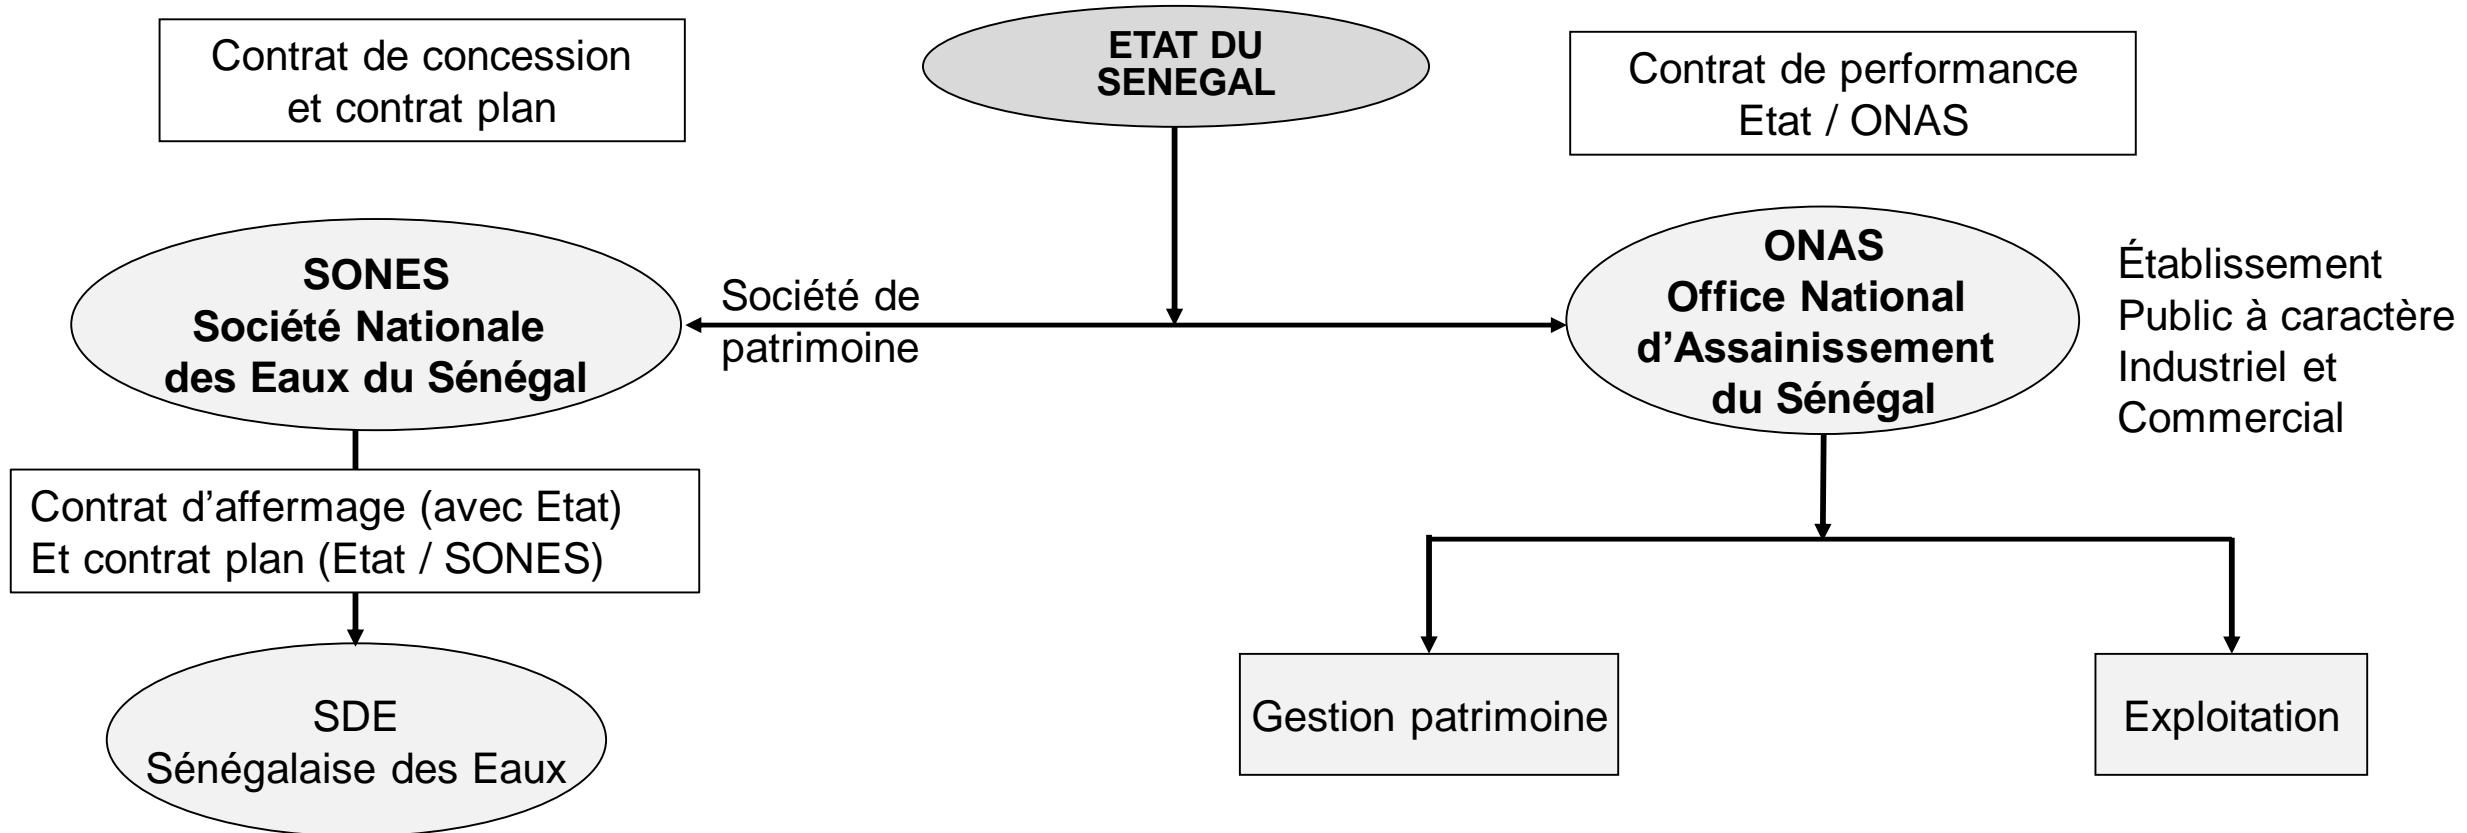 Contrat de concession
et contrat plan
ETAT DU
SENEGAL
Contrat de performance
Etat / ONAS
SONES
Société Nationale
des Eaux du Sénégal
Société de
patrimoine
ONAS
Office National
d’Assainissement
du Sénégal
Établissement
Public à caractère
Industriel et
Commercial
Contrat d’affermage (avec Etat)
Et contrat plan (Etat / SONES)
SDE
Sénégalaise des Eaux
Gestion patrimoine
Exploitation